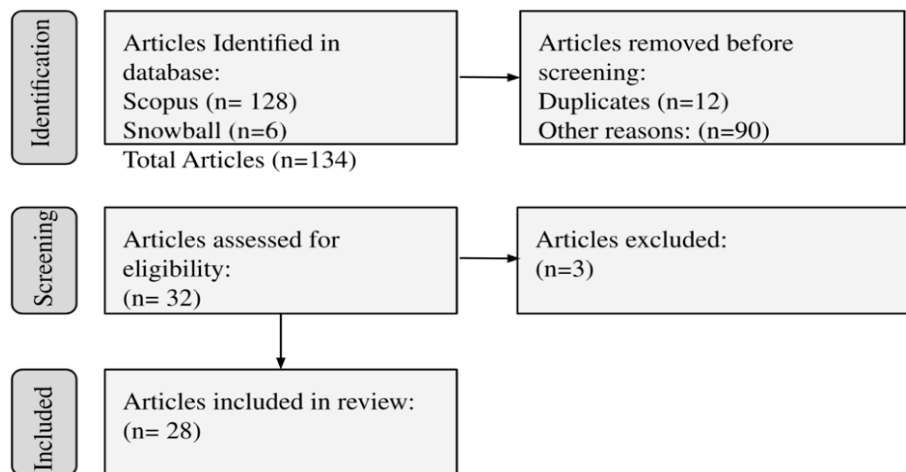 Identification
Articles Identified in
database:
Scopus (n= 128)
Snowball (n=6)
Total Articles (n=134)
Articles removed before
screening:
Duplicates (n=12)
Other reasons: (n=90)
Screening
Articles assessed for
eligibility:
(n= 32)
Articles excluded:
(n=3)
Included
Articles included in review:
(n= 28)